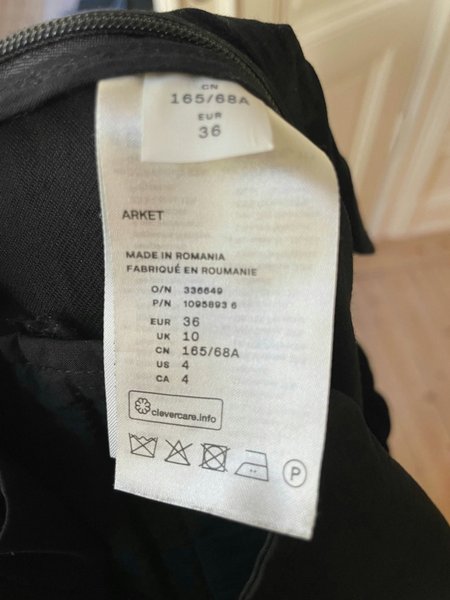 CN
165/68A
EUR
36
ARKET
MADE IN ROMANIA
FABRIQUÉ EN ROUMANIE
O/N 336649
P/N 1095893 6
EUR 36
UK 10
CN 165/68A
US 4
CA 4
clevercare.info
P